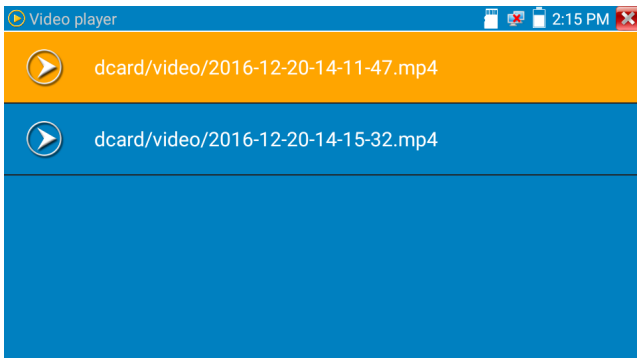 Video player
2:15 PM
dcard/video/2016-12-20-14-11-47.mp4
dcard/video/2016-12-20-14-15-32.mp4